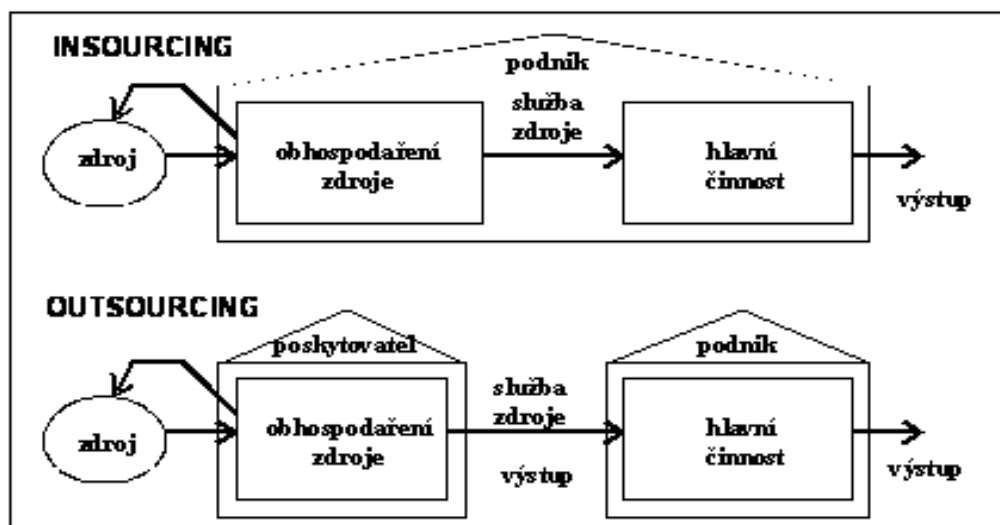 INSOURCING
podnik
služba
zdroje
zdroj
obhospodaření
zdroje
hlavní
činnost
výstup
OUTSOURCING
poskytovatel
podnik
služba
zdroje
zdroj
obhospodaření
zdroje
hlavní
činnost
výstup
výstup